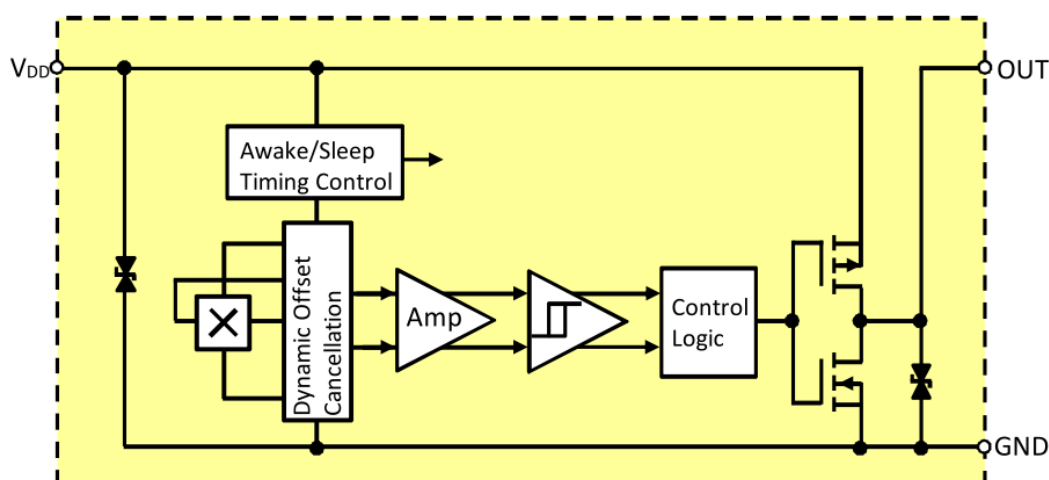 VDD
OUT
Awake/Sleep
Timing Control
Dynamic Offset
Cancellation
Amp
Control
Logic
GND